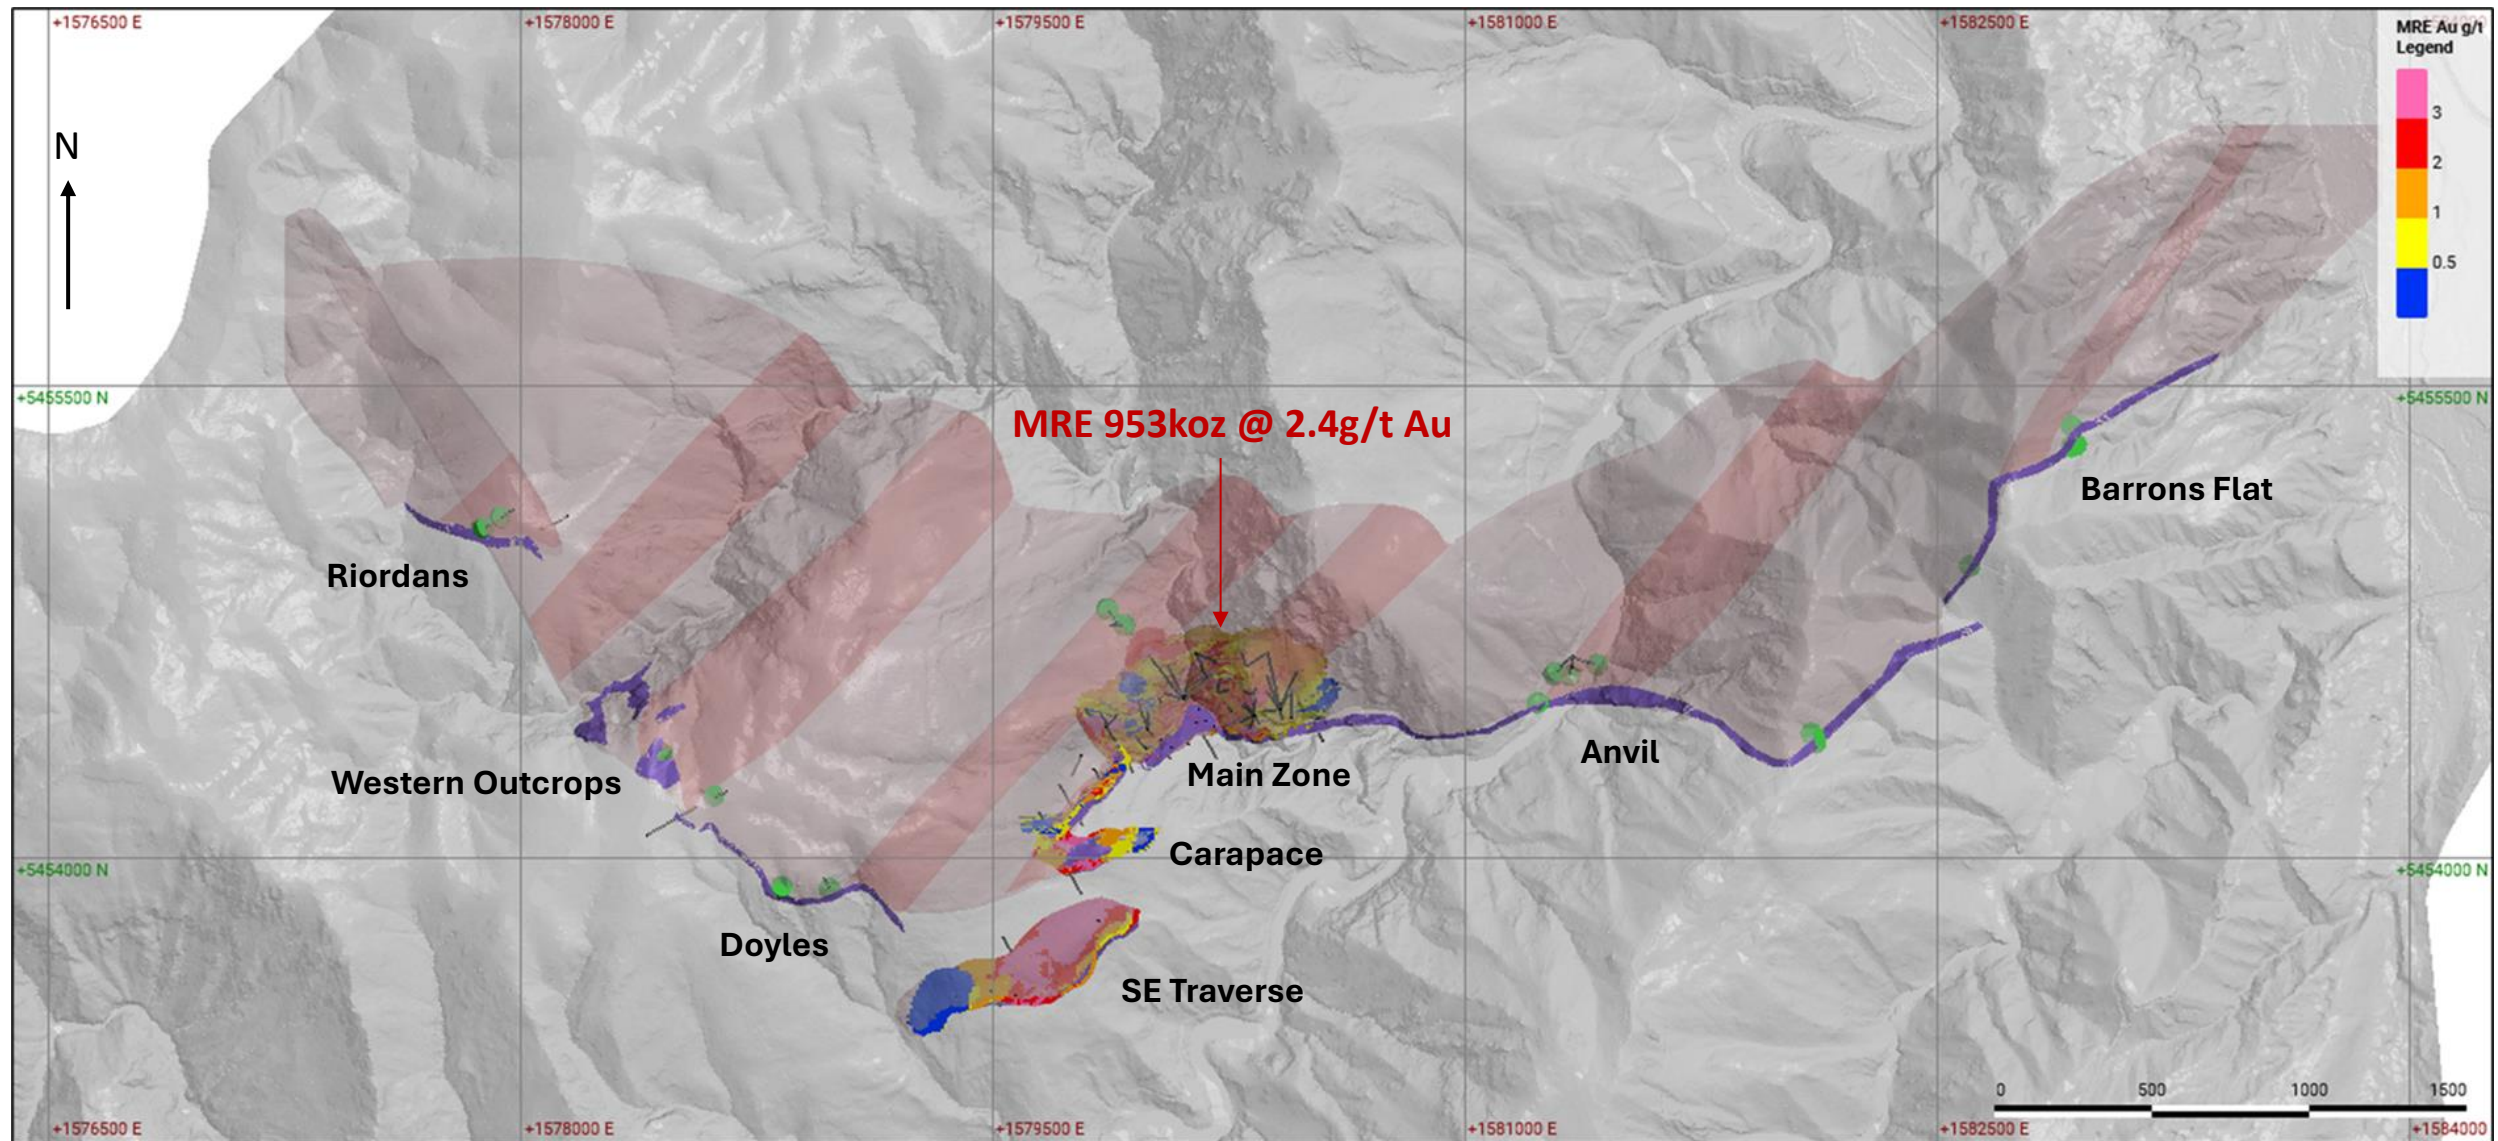 +1576500 E
+1578000 E
+1579500 E
+1581000 E
+1582500 E
MRE Au g/t
Legend
3
2
1
0.5
N
+5455500 N
+5455500 N
MRE 953koz @ 2.4g/t Au
Barrons Flat
Riordans
Western Outcrops
Main Zone
Anvil
Carapace
+5454000 N
+5454000 N
Doyles
SE Traverse
0
500
1000
1500
+1576500 E
+1578000 E
+1579500 E
+1581000 E
+1582500 E
+1584000